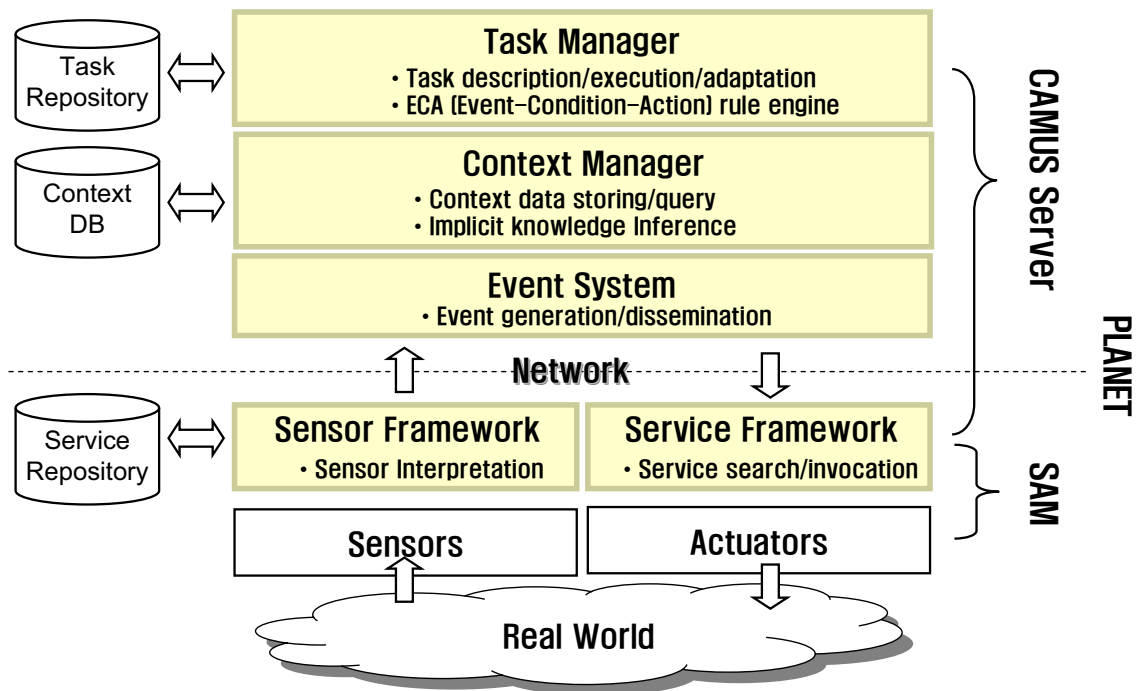 Task
Repository
Task Manager
• Task description/execution/adaptation
• ECA (Event-Condition-Action) rule engine
Context
DB
Context Manager
• Context data storing/query
• Implicit knowledge Inference
Event System
• Event generation/dissemination
CAMUS Server
Network
PLANET
Service
Repository
Sensor Framework
• Sensor Interpretation
Service Framework
• Service search/invocation
SAM
Sensors
Actuators
Real World